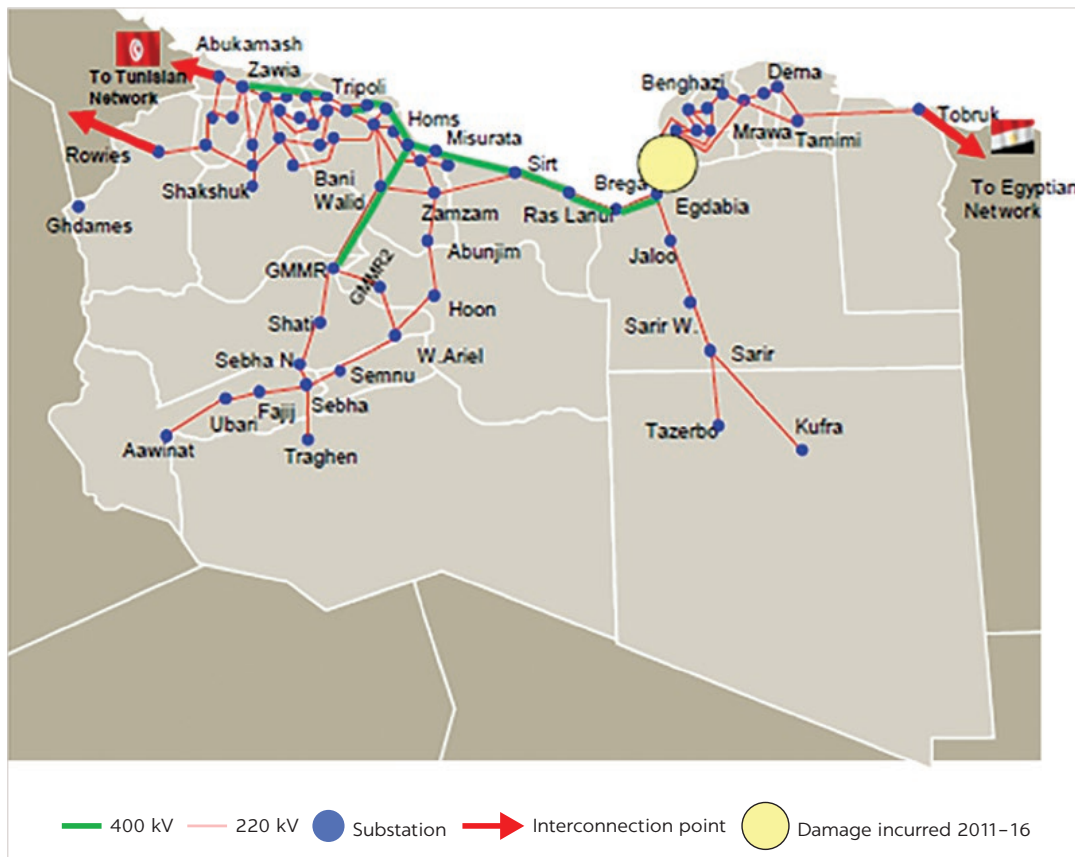 Abukamash
To Tunisian
Network
Zawia
Tripoli
Homs
Misurata
Rowies
Shakshuk
Bani
Walid
Ghdames
Zamzam
Sirt
Ras Lanuf
Brega
Egdabia
Benghazi
Derna
Mrawa
Tamimi
Tobruk
To Egyptian
Network
Abunjim
Jaloo
GMMR
GMMR2
Hoon
Shati
Sarir W.
W.Ariel
Sarir
Sebha N
Semnu
Sebha
Fajij
Ubari
Aawinat
Traghen
Tazerbo
Kufra
400 kV 220 kV Substation Interconnection point Damage incurred 2011–16